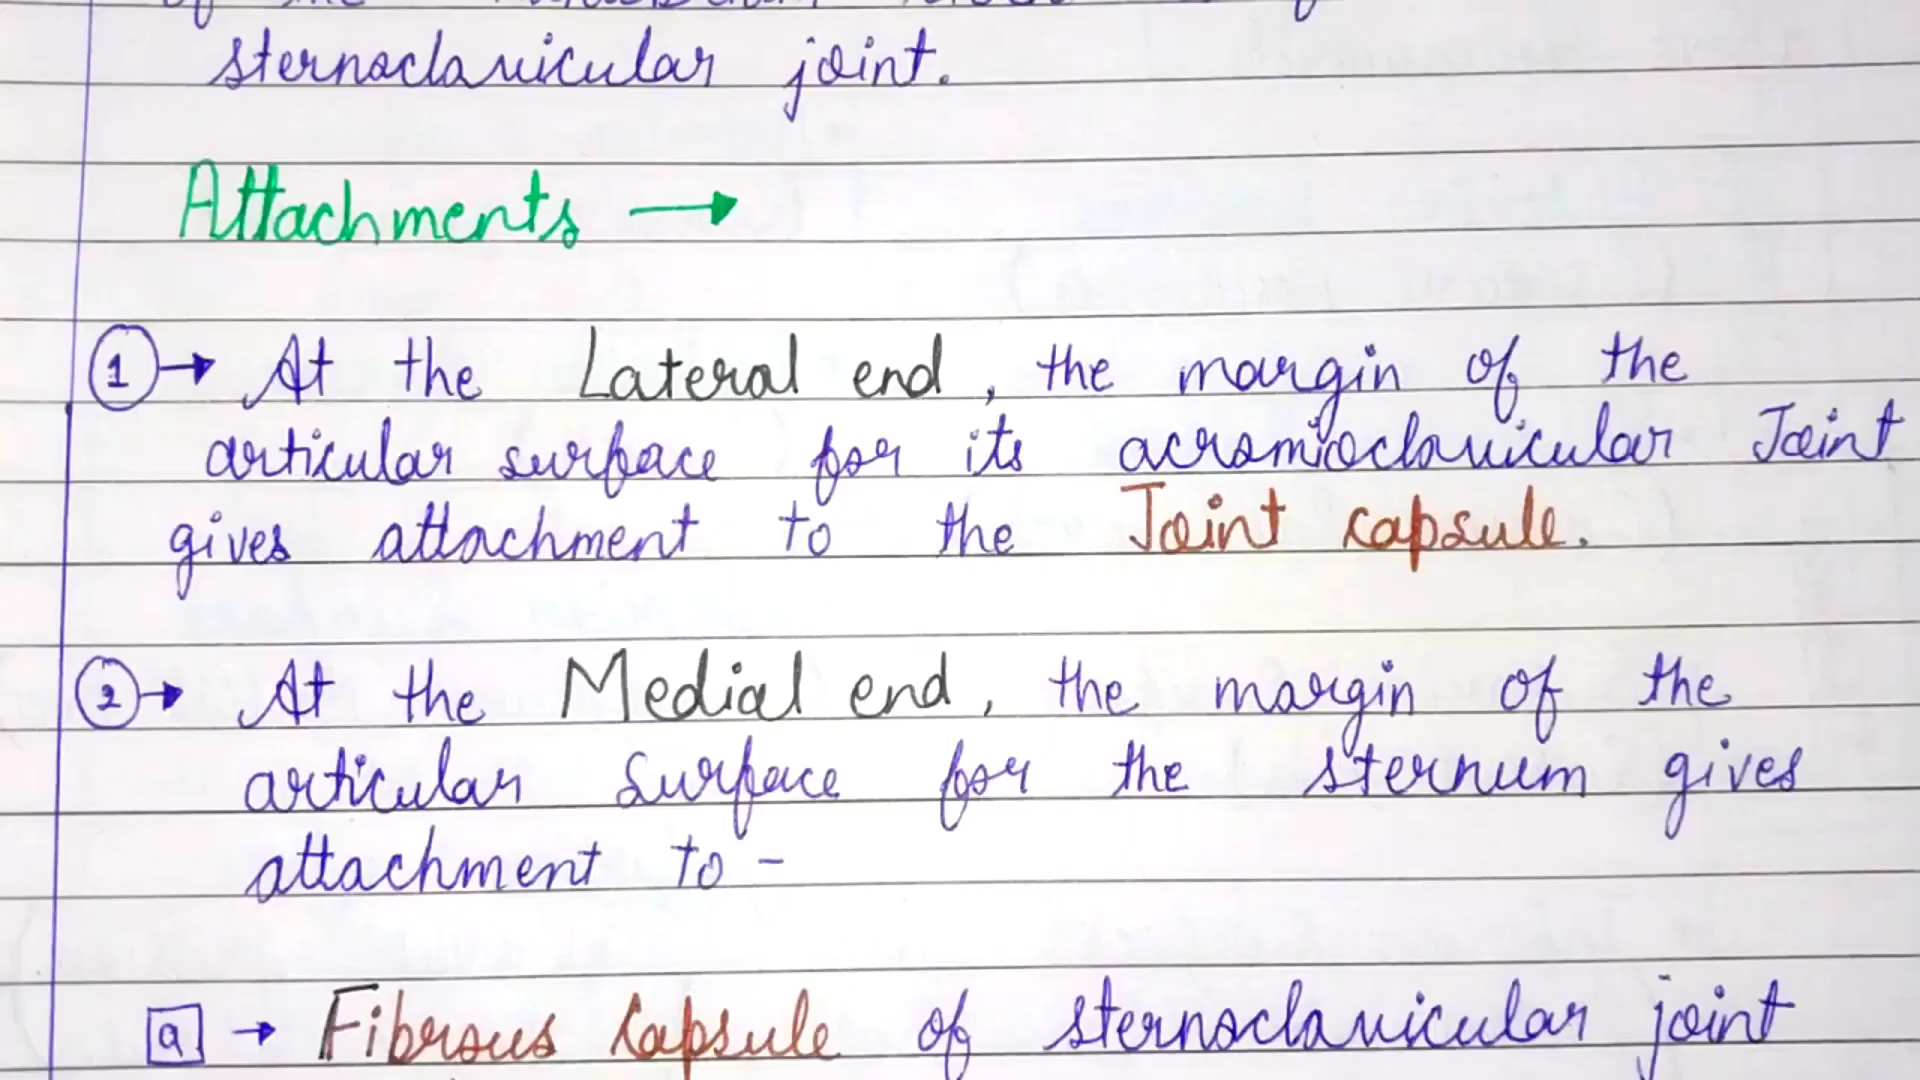 of the
sternoclavicular joint.
Attachments →
① → At the Lateral end, the margin of the
articular surface for its acromioclavicular Joint
gives attachment to the Joint capsule.
② → At the Medial end, the margin of the
articular surface for the sternum gives
attachment to -
a → Fibrous capsule of sternoclavicular joint